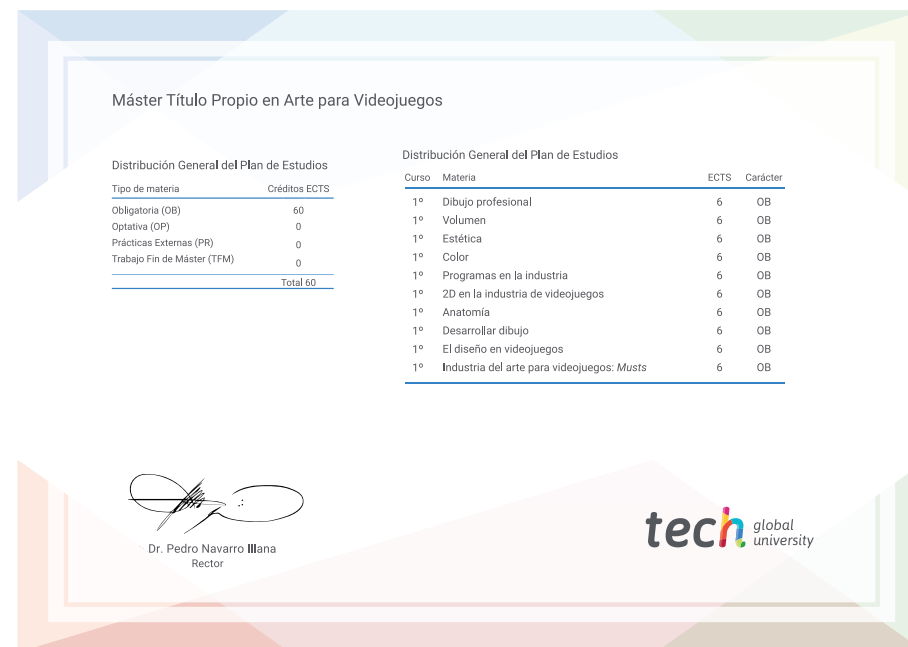 Máster Título Propio en Arte para Videojuegos
Distribución General del Plan de Estudios
Tipo de materia Créditos ECTS
Obligatoria (OB) 60
Optativa (OP) 0
Prácticas Externas (PR) 0
Trabajo Fin de Máster (TFM) 0
Total 60
Distribución General del Plan de Estudios
Curso Materia ECTS Carácter
1º Dibujo profesional 6 OB
1º Volumen 6 OB
1º Estética 6 OB
1º Color 6 OB
1º Programas en la industria 6 OB
1º 2D en la industria de videojuegos 6 OB
1º Anatomía 6 OB
1º Desarrollar dibujo 6 OB
1º El diseño en videojuegos 6 OB
1º Industria del arte para videojuegos: Musts 6 OB
Dr. Pedro Navarro Illana
Rector
tech global
university